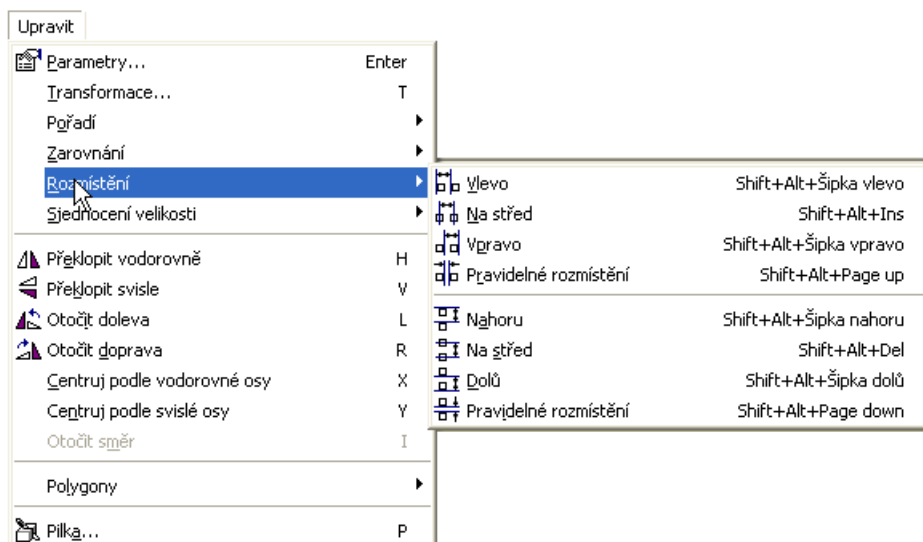 Upravit
Parametry... Enter
Transformace... T
Pořadí
Zarovnání
Rozmístění
Sjednocení velikosti
Překlopit vodorovně H
Překlopit svisle V
Otočit doleva L
Otočit doprava R
Centruj podle vodorovné osy X
Centruj podle svislé osy Y
Otočit směr I
Polygony
Pilka... P
Vlevo Shift+Alt+Šipka vlevo
Na střed Shift+Alt+Ins
Vpravo Shift+Alt+Šipka vpravo
Pravidelné rozmístění Shift+Alt+Page up
Nahoru Shift+Alt+Šipka nahoru
Na střed Shift+Alt+Del
Dolů Shift+Alt+Šipka dolů
Pravidelné rozmístění Shift+Alt+Page down